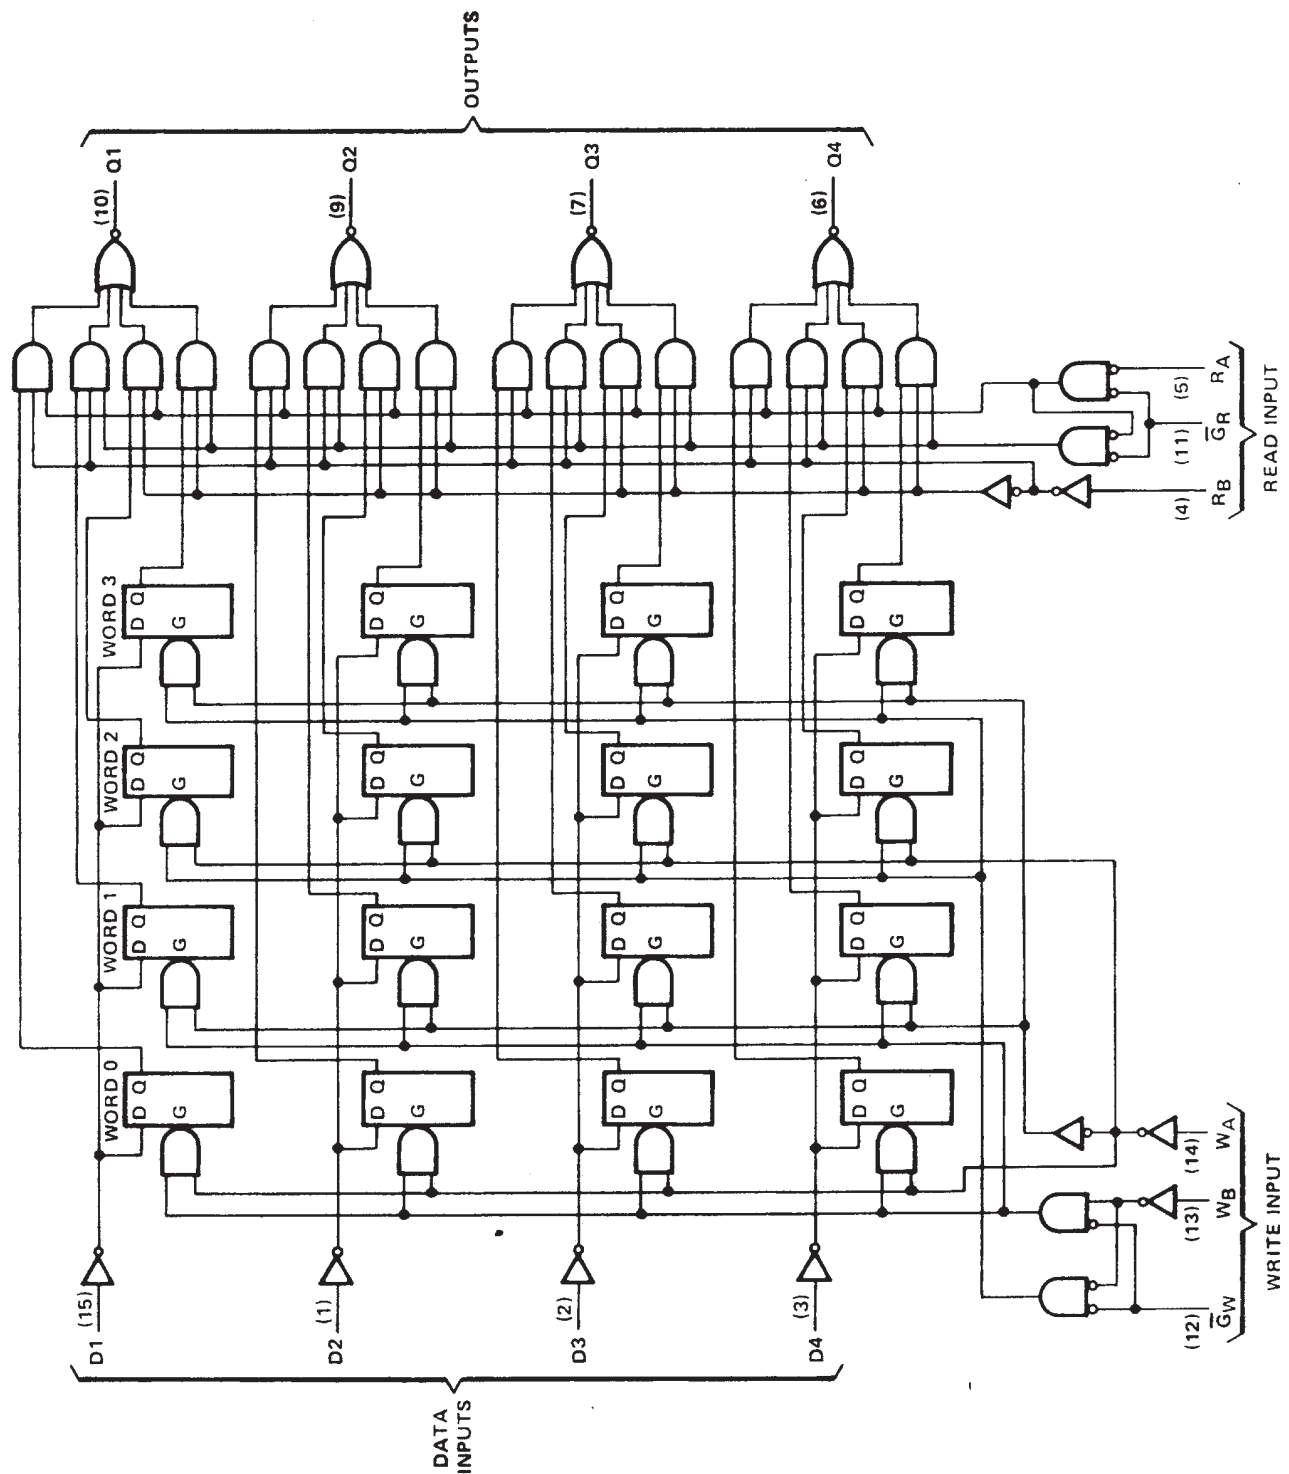 OUTPUTS
(10) Q1
(9) Q2
(7) Q3
(6) Q4
WORD 0
WORD 1
WORD 2
WORD 3
D Q
G
D Q
G
D Q
G
D Q
G
D Q
G
D Q
G
D Q
G
D Q
G
D Q
G
D Q
G
D Q
G
D Q
G
D Q
G
D Q
G
D Q
G
D Q
G
(5) RA
(11) GR
(4) RB
READ INPUT
D1 (15)
D2 (1)
D3 (2)
D4 (3)
DATA
INPUTS
(14) WA
(13) WB
(12) GW
WRITE INPUT